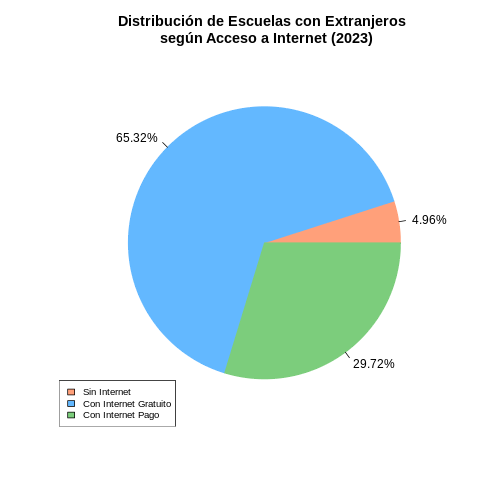 Distribución de Escuelas con Extranjeros
según Acceso a Internet (2023)
65.32%
4.96%
29.72%
Sin Internet
Con Internet Gratuito
Con Internet Pago